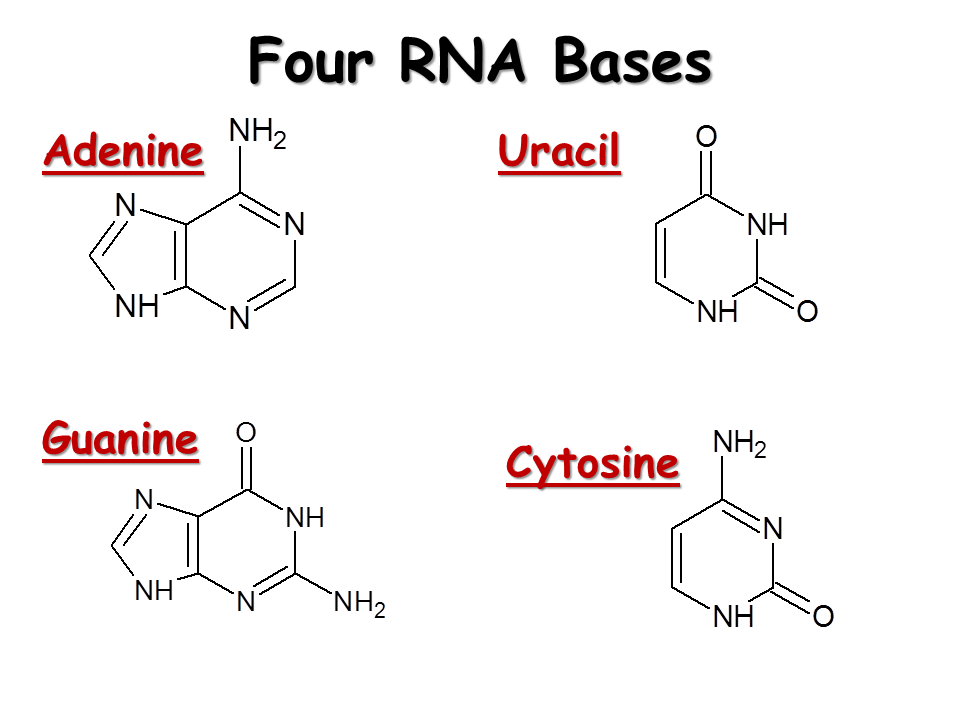 Four RNA Bases
Adenine
NH2
N
N
NH
N
Uracil
O
NH
NH
O
Guanine
O
N
NH
NH
N
NH2
Cytosine
NH2
N
NH
O